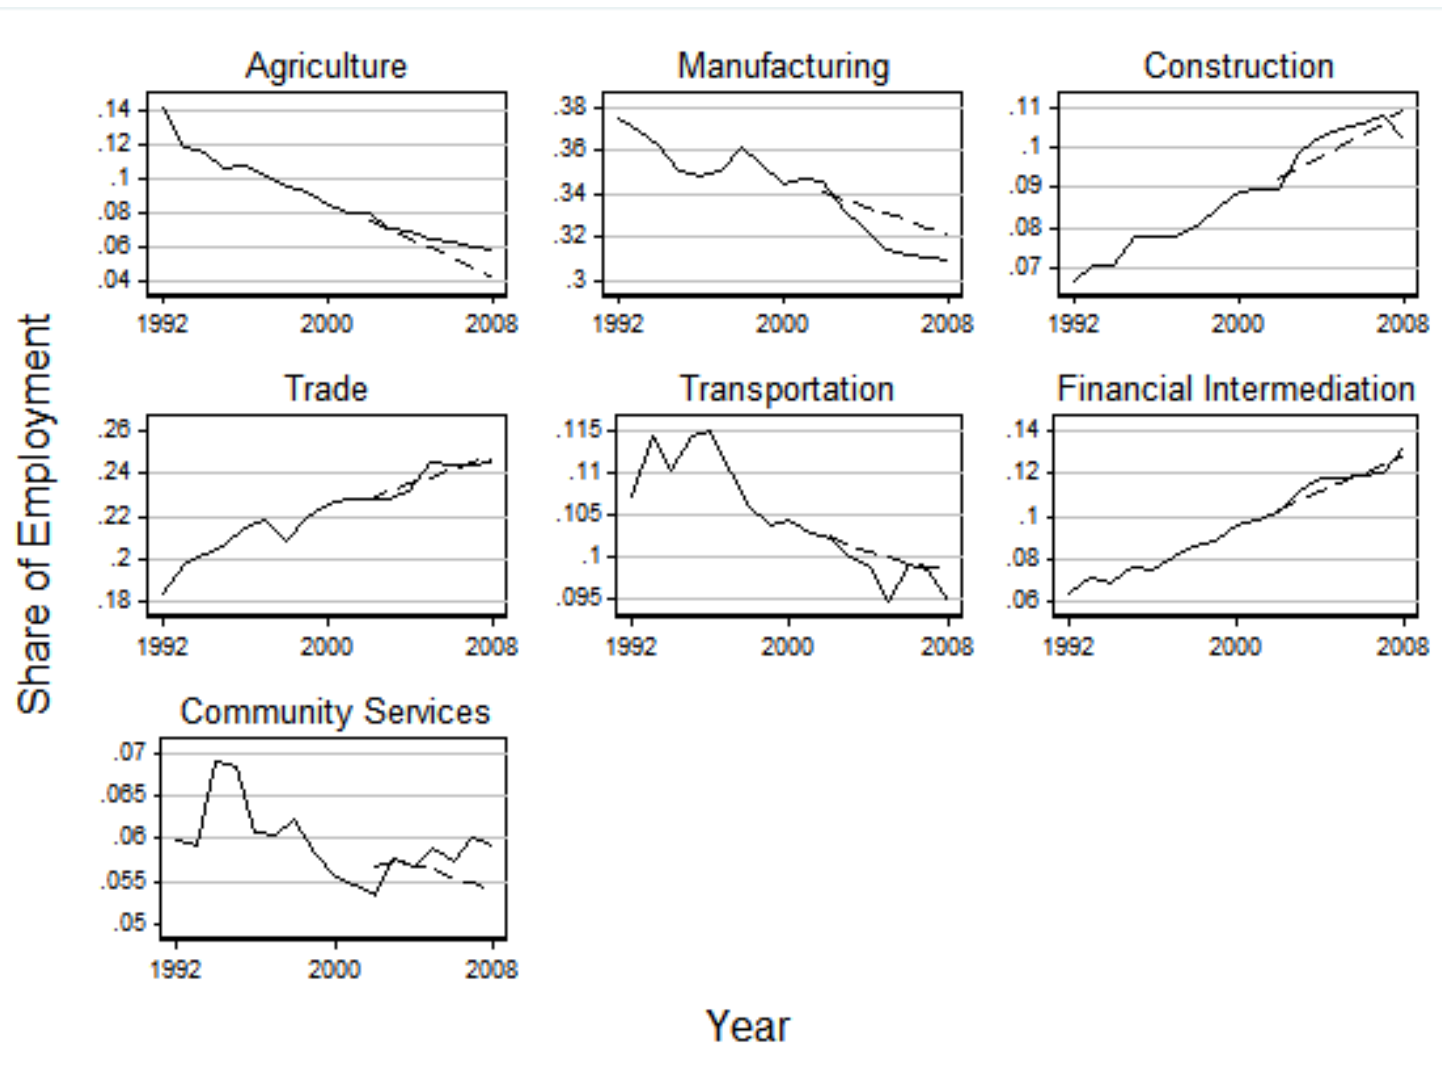 Agriculture
.14
.12
.1
.08
.06
.04
1992 2000 2008
Manufacturing
.38
.36
.34
.32
.3
1992 2000 2008
Construction
.11
.1
.09
.08
.07
1992 2000 2008
Trade
.26
.24
.22
.2
.18
1992 2000 2008
Transportation
.115
.11
.105
.1
.095
1992 2000 2008
Financial Intermediation
.14
.12
.1
.08
.06
1992 2000 2008
Community Services
.07
.065
.06
.055
.05
1992 2000 2008
Share of Employment
Year